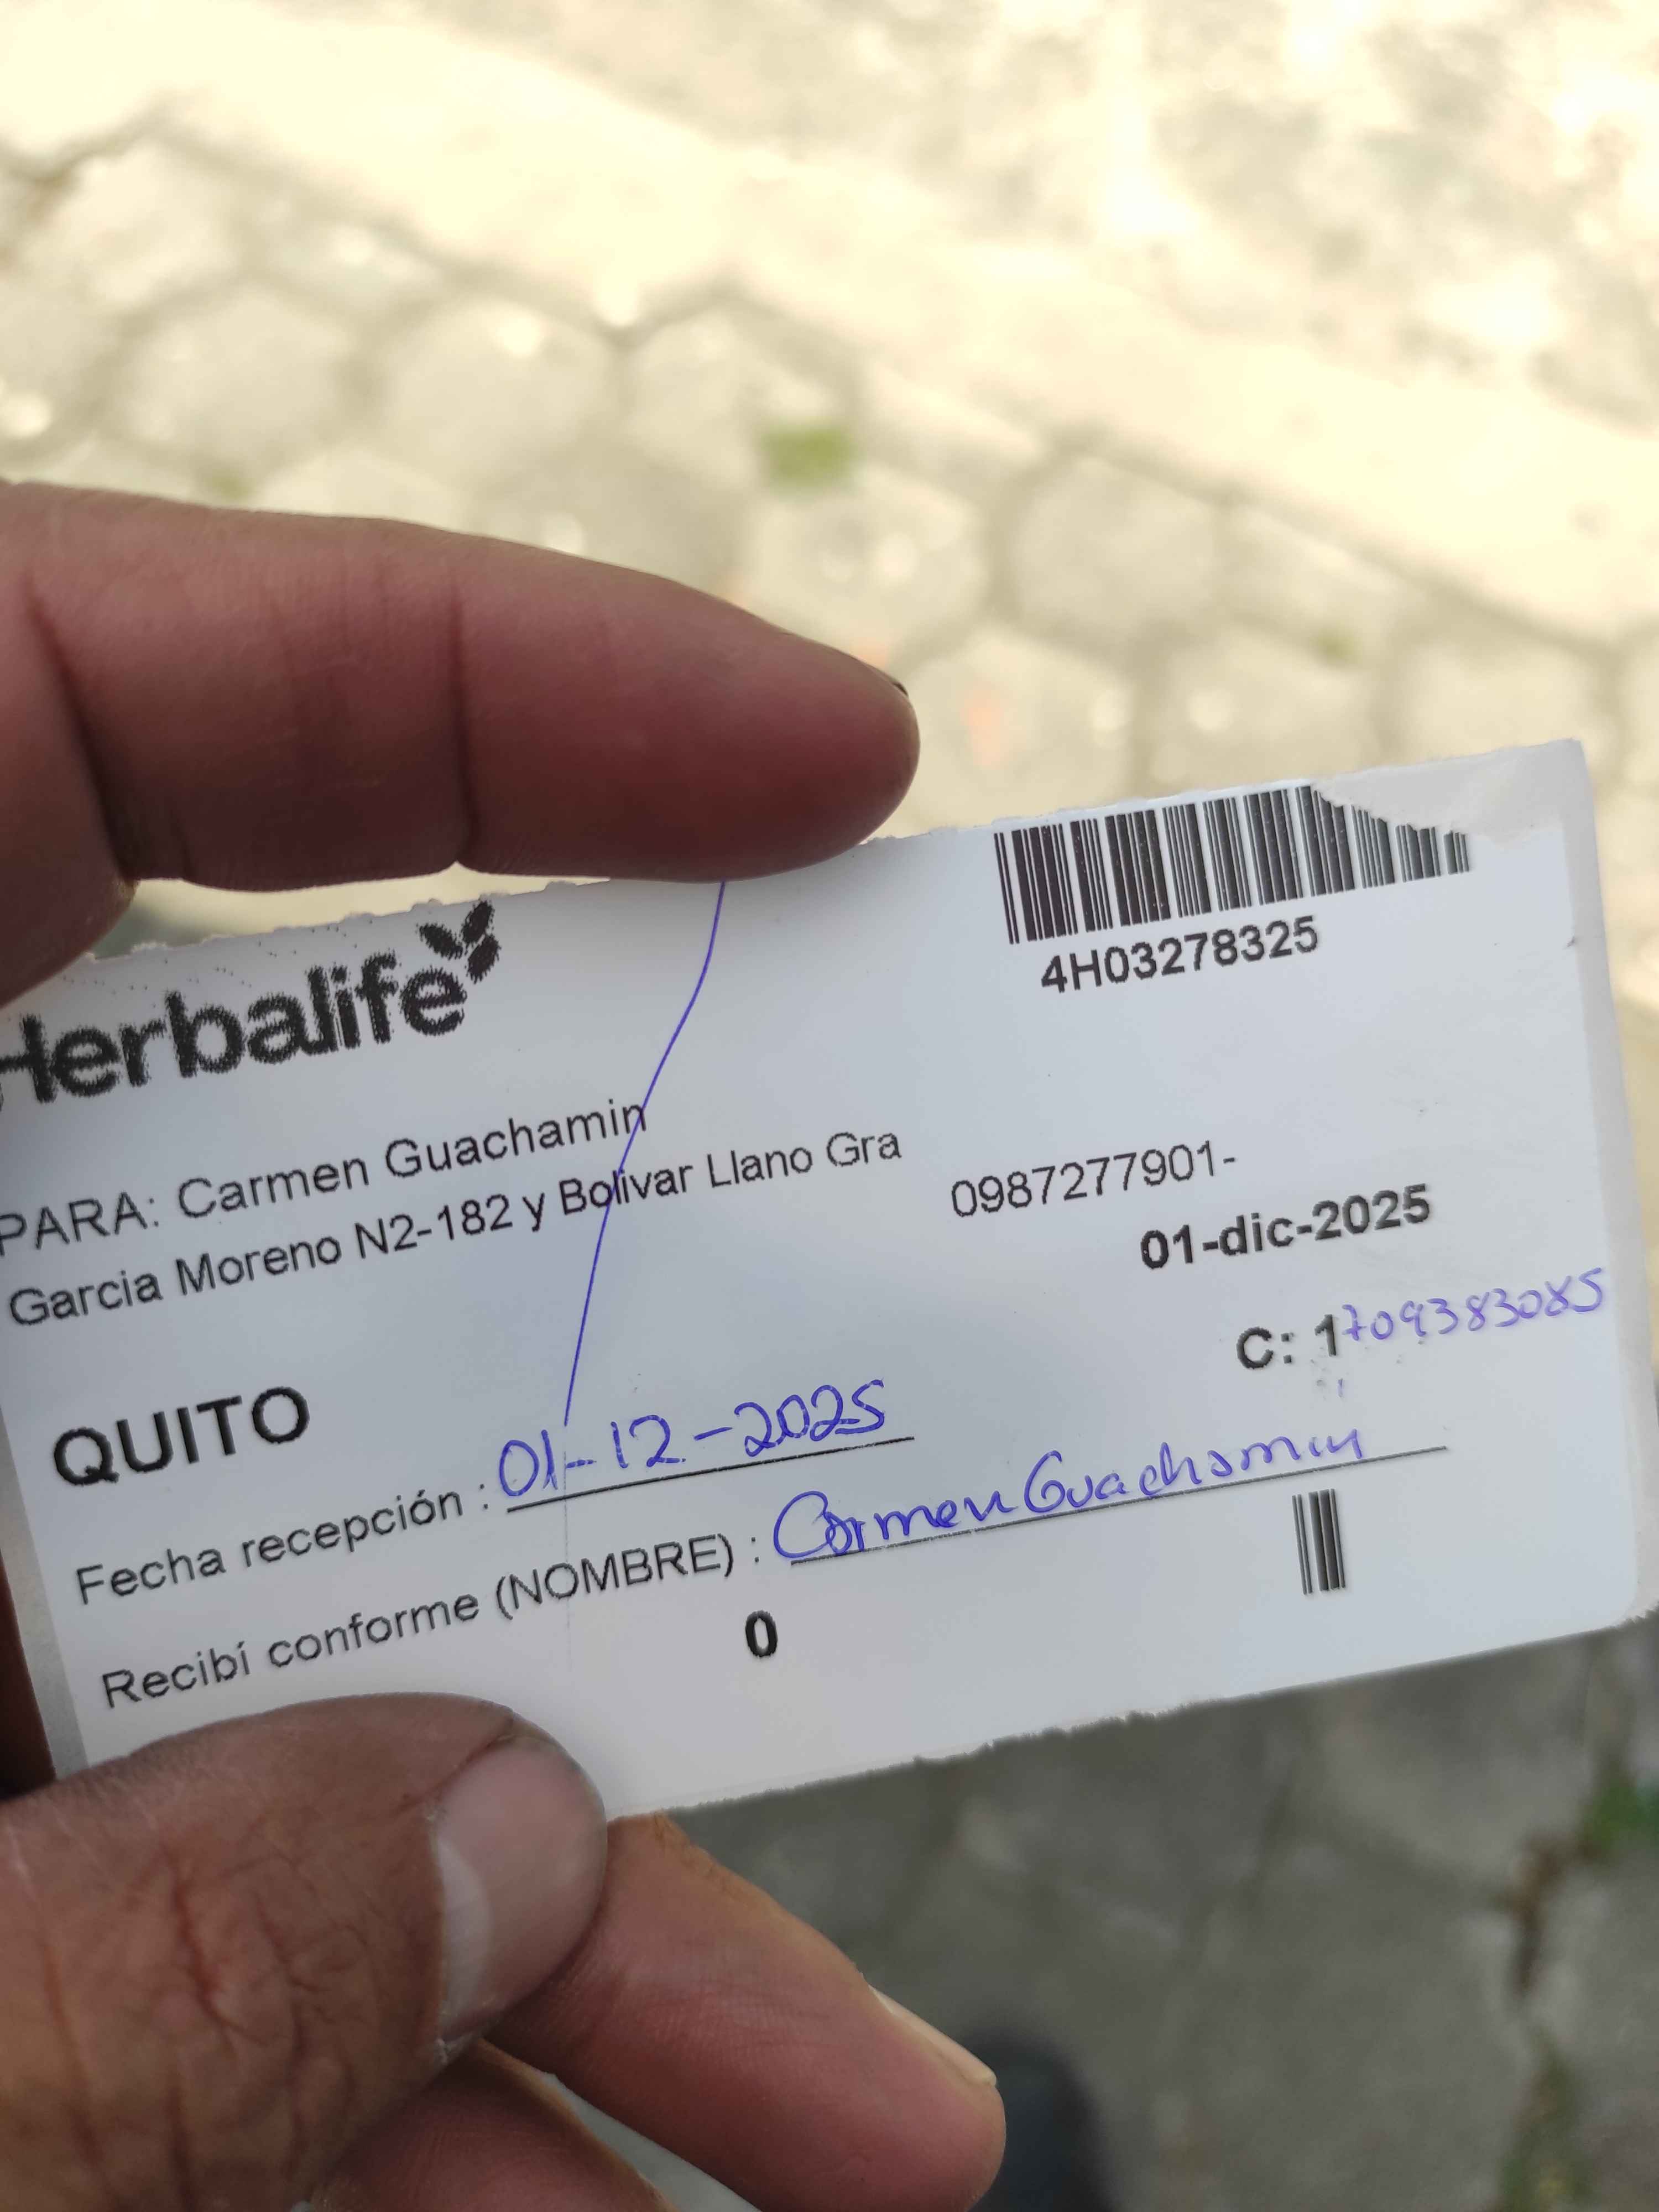 Herbalife
4H03278325
PARA: Carmen Guachamin
Garcia Moreno N2-182 y Bolivar Llano Gra
0987277901-
01-dic-2025
C: 1709383085
QUITO
Fecha recepción : 01-12-2025
Recibí conforme (NOMBRE) : Carmen Guachamin
0